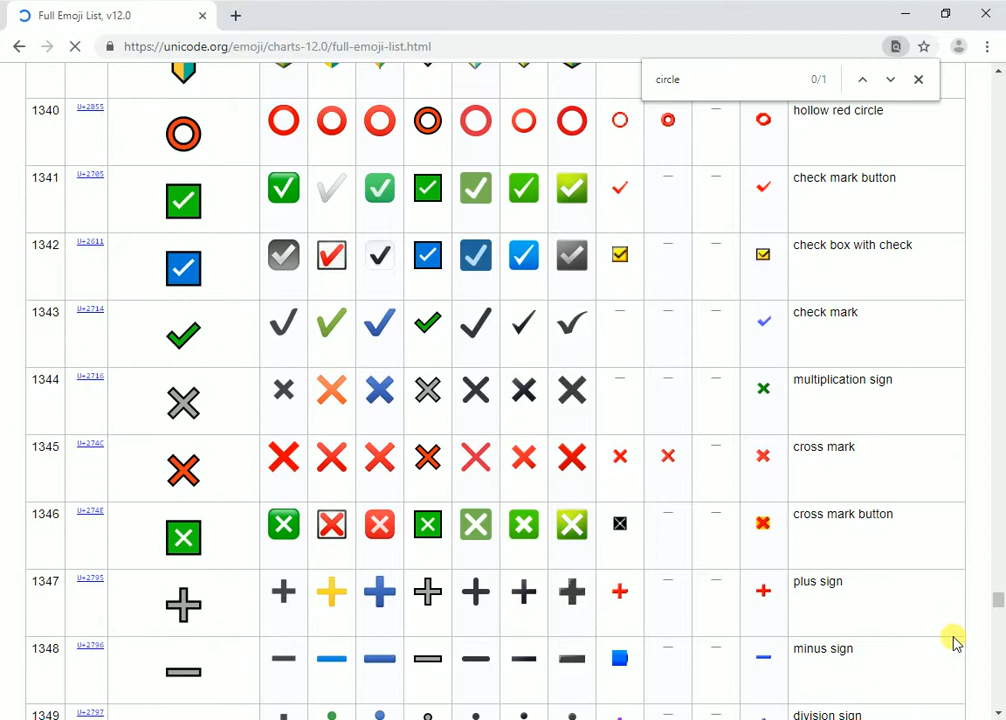 Full Emoji List, v12.0
https://unicode.org/emoji/charts-12.0/full-emoji-list.html
circle 0/1
1340 U+2B55 hollow red circle
1341 U+2705 check mark button
1342 U+2611 check box with check
1343 U+2714 check mark
1344 U+2716 multiplication sign
1345 U+274C cross mark
1346 U+274E cross mark button
1347 U+2795 plus sign
1348 U+2796 minus sign
1349 U+2797 division sign